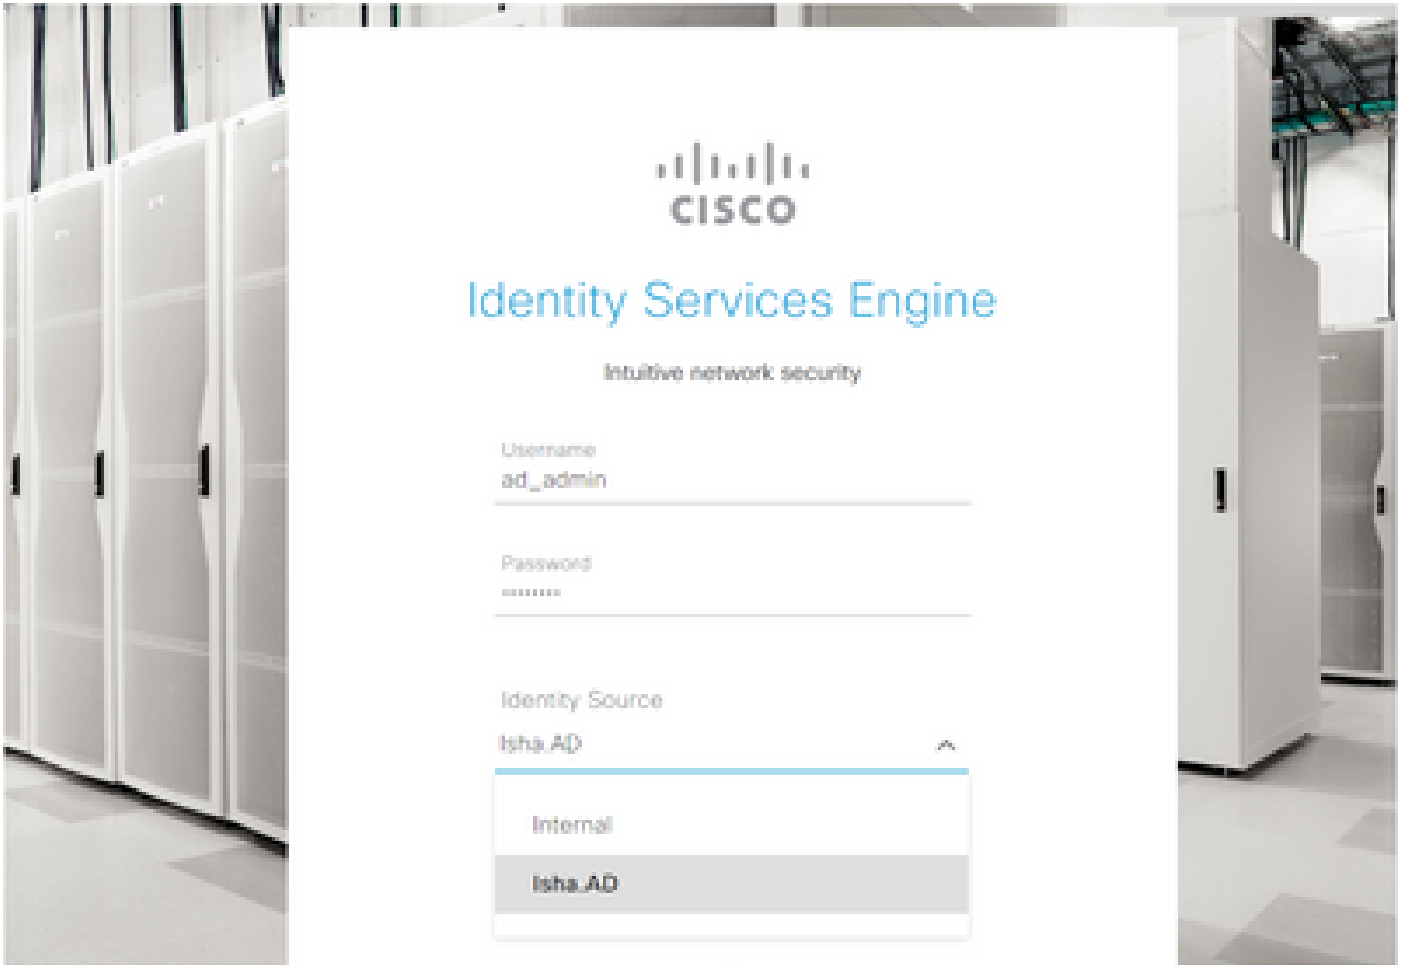 CISCO
Identity Services Engine
Intuitive network security
Username
ad_admin
Password
Identity Source
Isha.AD
Internal
Isha.AD